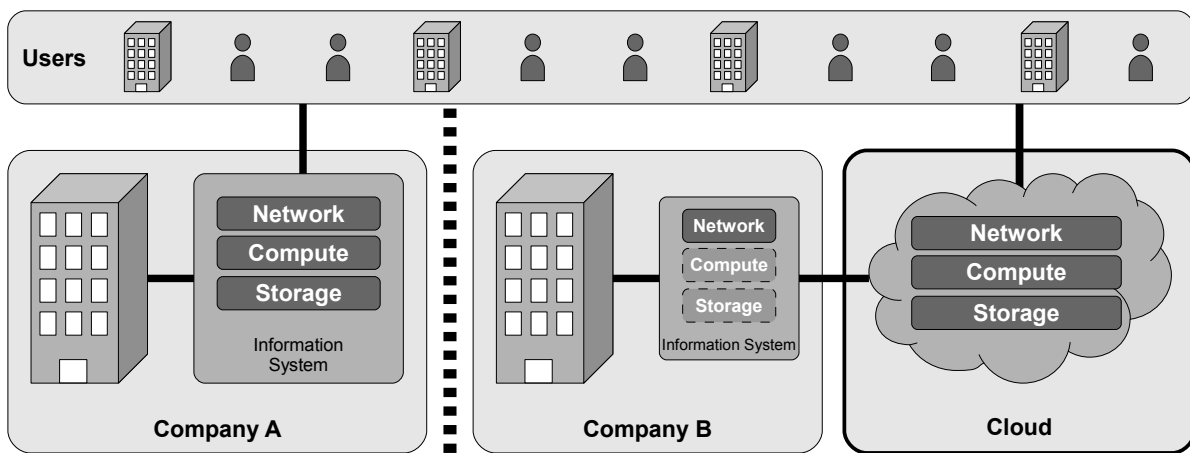 Users
Network
Compute
Storage
Information
System
Company A
Network
Compute
Storage
Information System
Company B
Network
Compute
Storage
Cloud